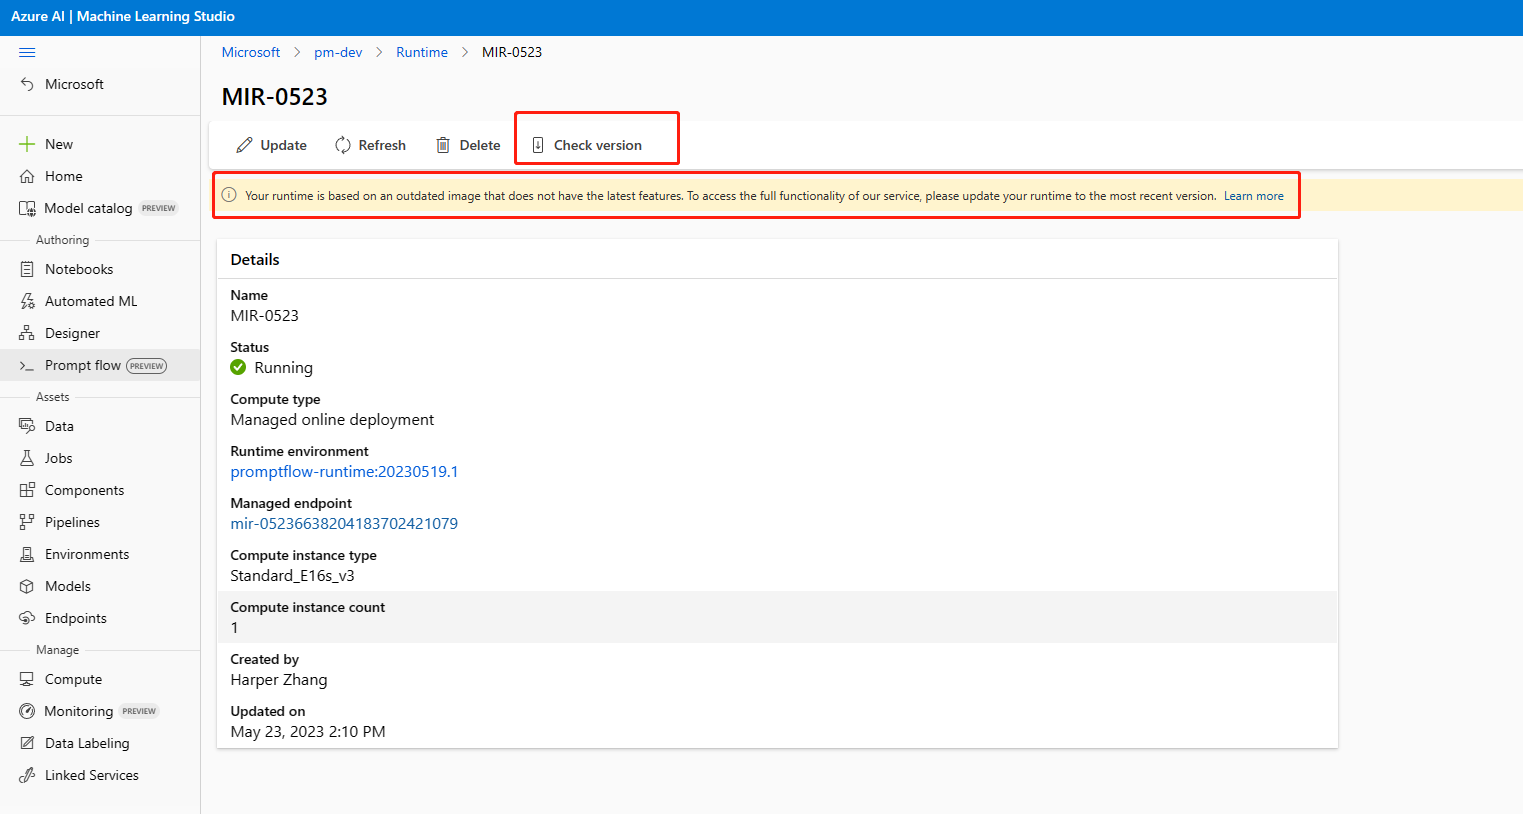 Azure AI | Machine Learning Studio
Microsoft
New
Home
Model catalog PREVIEW
Authoring
Notebooks
Automated ML
Designer
Prompt flow PREVIEW
Assets
Data
Jobs
Components
Pipelines
Environments
Models
Endpoints
Manage
Compute
Monitoring PREVIEW
Data Labeling
Linked Services
Microsoft > pm-dev > Runtime > MIR-0523
MIR-0523
Update Refresh Delete Check version
Your runtime is based on an outdated image that does not have the latest features. To access the full functionality of our service, please update your runtime to the most recent version. Learn more
Details
Name
MIR-0523
Status
Running
Compute type
Managed online deployment
Runtime environment
promptflow-runtime:20230519.1
Managed endpoint
mir-05236638204183702421079
Compute instance type
Standard_E16s_v3
Compute instance count
1
Created by
Harper Zhang
Updated on
May 23, 2023 2:10 PM